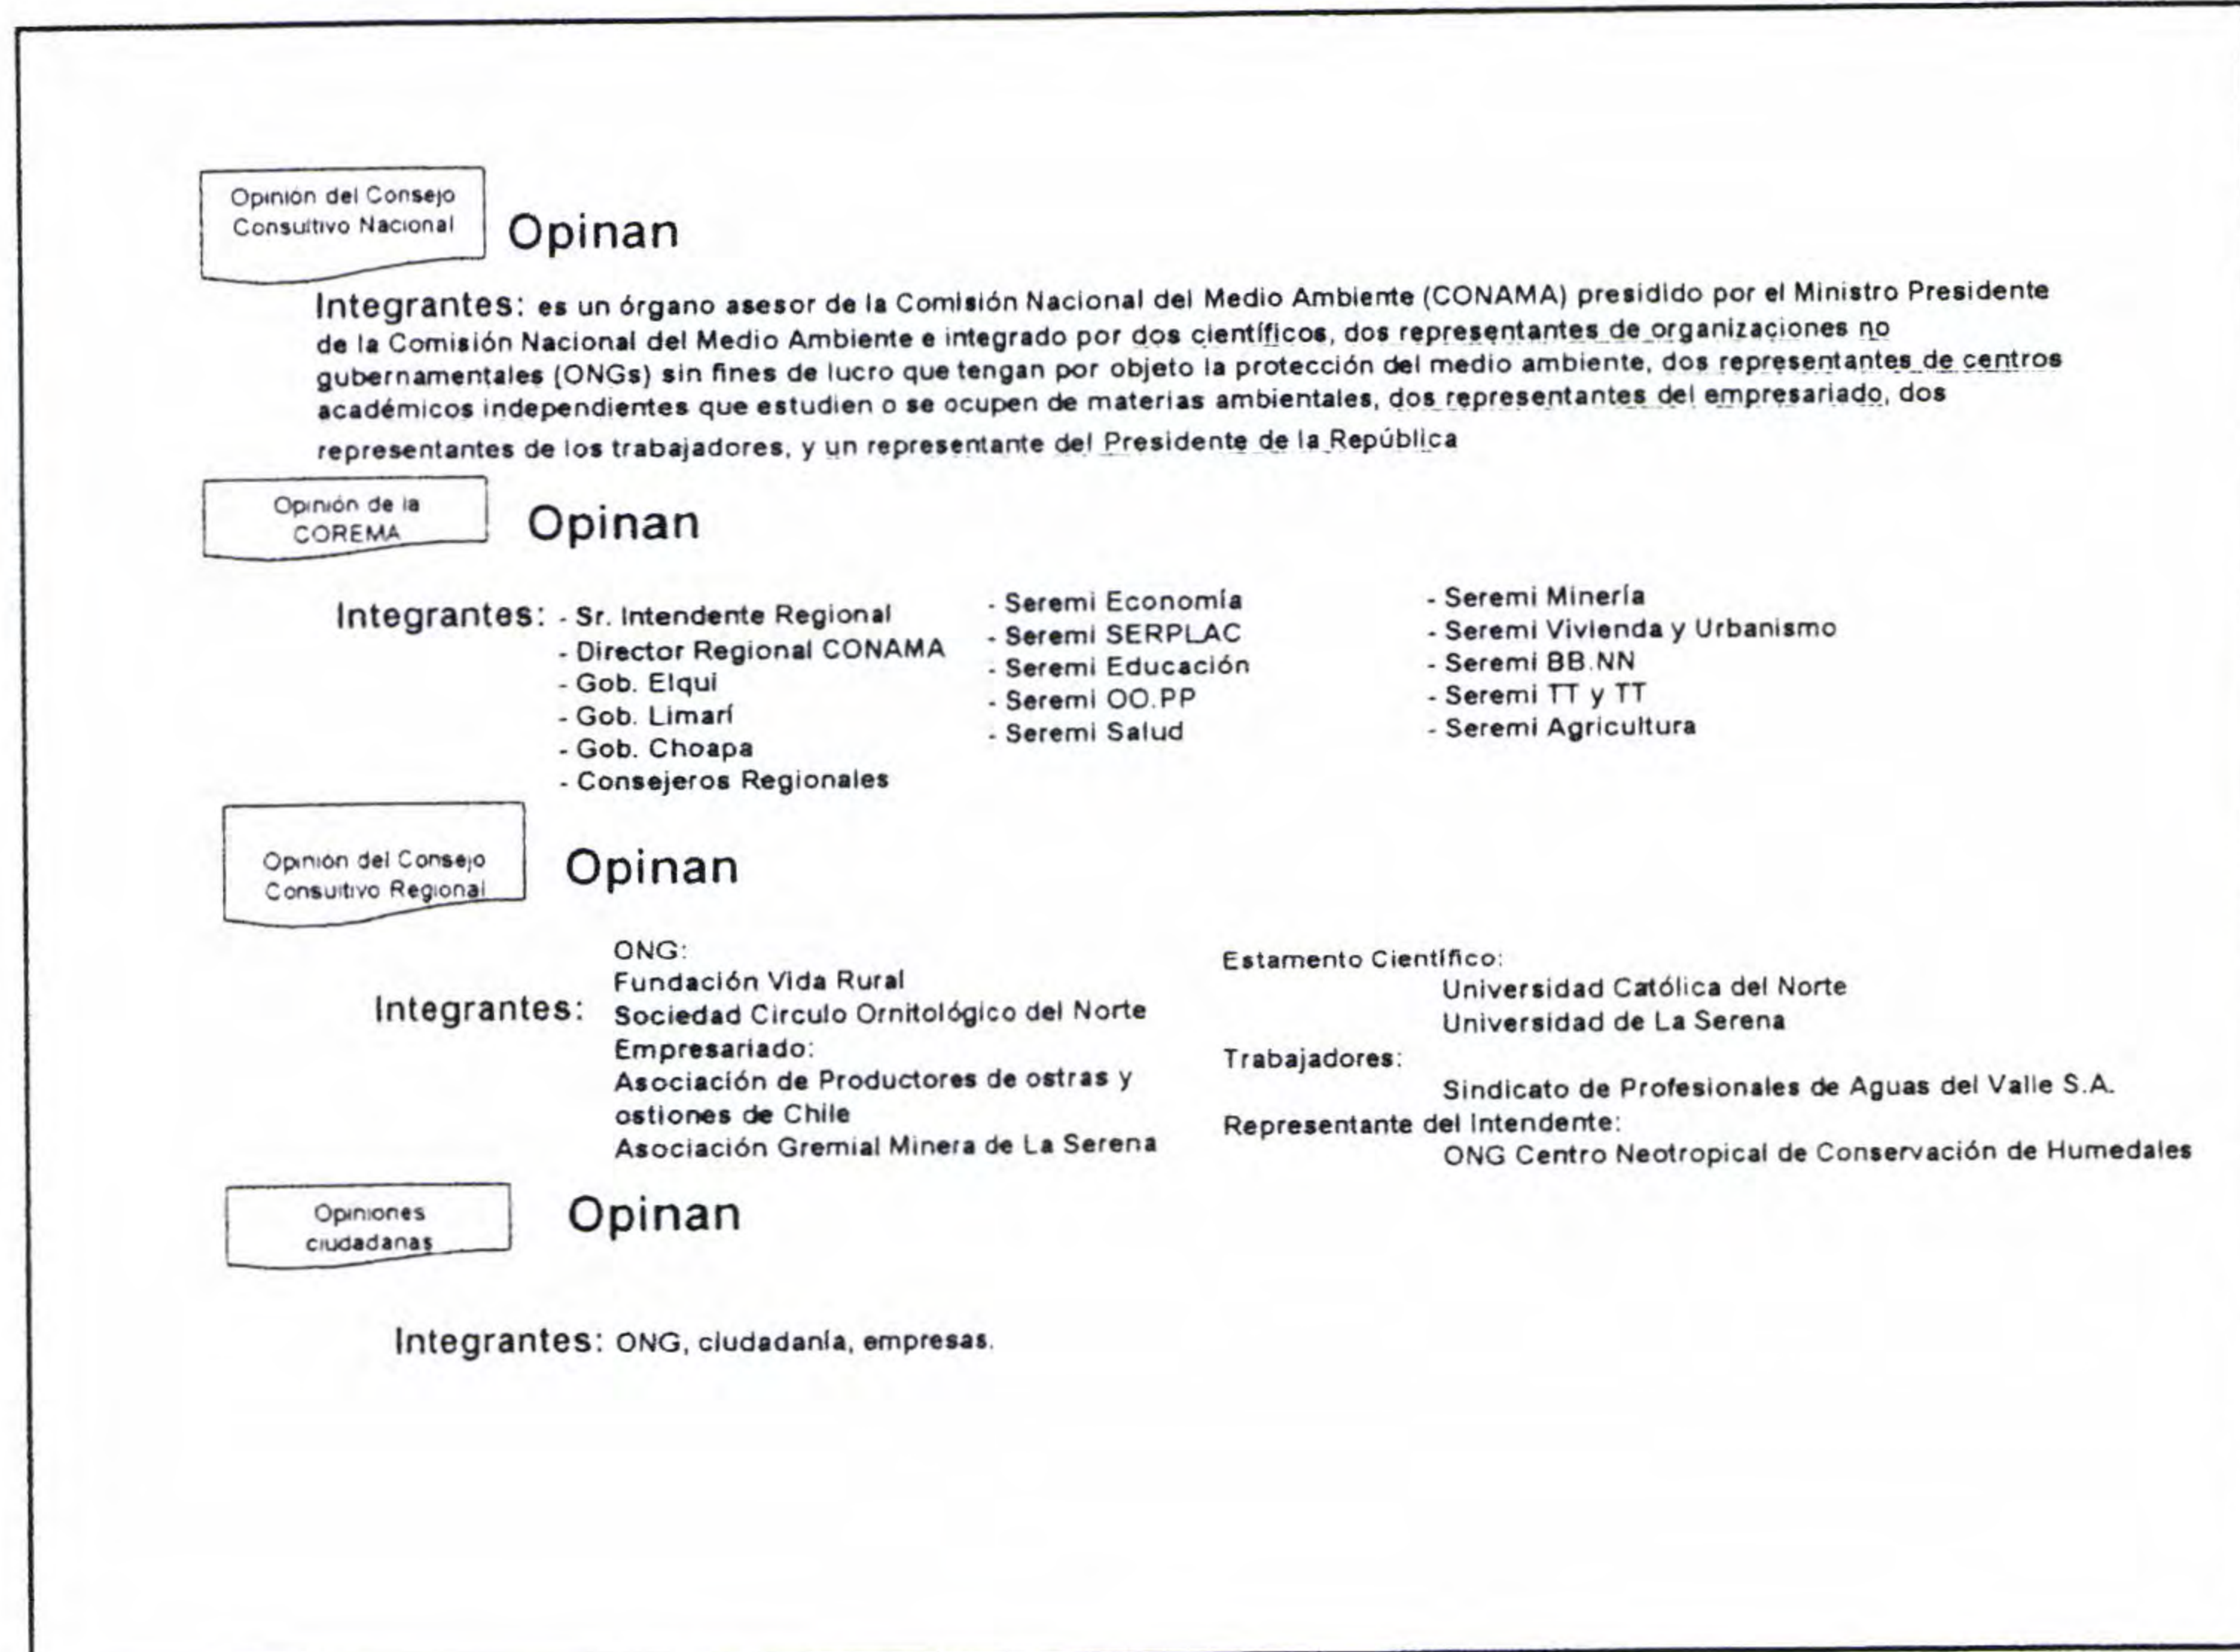 Opinión del Consejo
Consultivo Nacional
Opinan
Integrantes: es un órgano asesor de la Comisión Nacional del Medio Ambiente (CONAMA) presidido por el Ministro Presidente
de la Comisión Nacional del Medio Ambiente e integrado por dos científicos, dos representantes de organizaciones no
gubernamentales (ONGs) sin fines de lucro que tengan por objeto la protección del medio ambiente, dos representantes de centros
académicos independientes que estudien o se ocupen de materias ambientales, dos representantes del empresariado, dos
representantes de los trabajadores, y un representante del Presidente de la República
Opinión de la
COREMA
Opinan
Integrantes: - Sr. Intendente Regional
- Director Regional CONAMA
- Gob. Elqui
- Gob. Limarí
- Gob. Choapa
- Consejeros Regionales
- Seremi Economía
- Seremi SERPLAC
- Seremi Educación
- Seremi OO.PP
- Seremi Salud
- Seremi Minería
- Seremi Vivienda y Urbanismo
- Seremi BB.NN
- Seremi TT y TT
- Seremi Agricultura
Opinión del Consejo
Consultivo Regional
Opinan
Integrantes:
ONG:
Fundación Vida Rural
Sociedad Circulo Ornitológico del Norte
Empresariado:
Asociación de Productores de ostras y
ostiones de Chile
Asociación Gremial Minera de La Serena
Estamento Científico:
Universidad Católica del Norte
Universidad de La Serena
Trabajadores:
Sindicato de Profesionales de Aguas del Valle S.A.
Representante del Intendente:
ONG Centro Neotropical de Conservación de Humedales
Opiniones
ciudadanas
Opinan
Integrantes: ONG, ciudadanía, empresas.